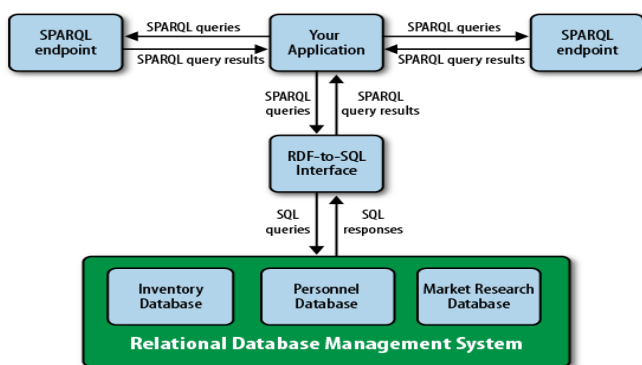 SPARQL
endpoint
SPARQL queries
SPARQL query results
Your
Application
SPARQL queries
SPARQL query results
SPARQL
endpoint
SPARQL
queries
SPARQL
query results
RDF-to-SQL
Interface
SQL
queries
SQL
responses
Inventory
Database
Personnel
Database
Market Research
Database
Relational Database Management System